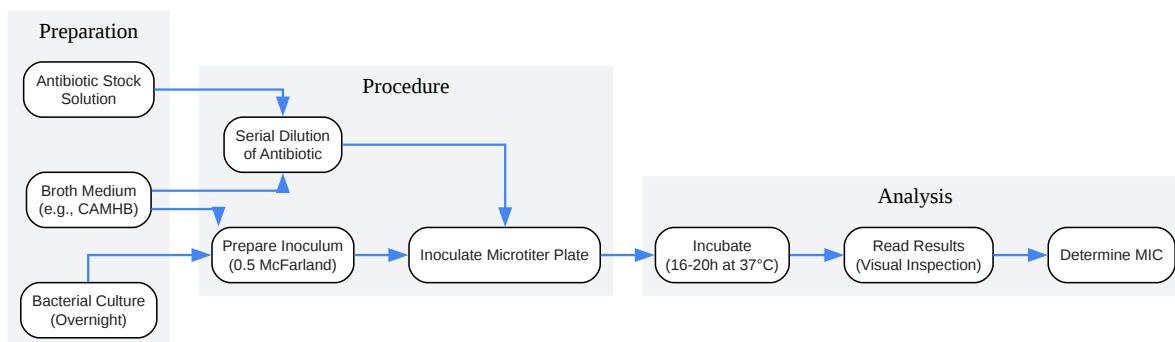 Preparation
Antibiotic Stock
Solution
Broth Medium
(e.g., CAMHB)
Bacterial Culture
(Overnight)
Procedure
Serial Dilution
of Antibiotic
Prepare Inoculum
(0.5 McFarland)
Inoculate Microtiter Plate
Analysis
Incubate
(16-20h at 37°C)
Read Results
(Visual Inspection)
Determine MIC